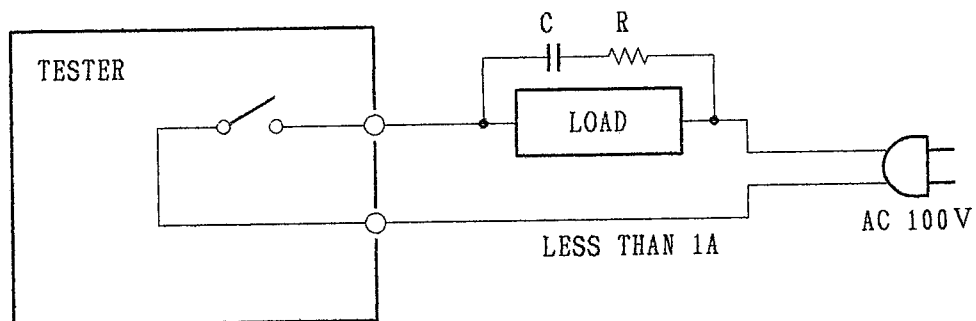 C
R
TESTER
LOAD
AC 100V
LESS THAN 1A